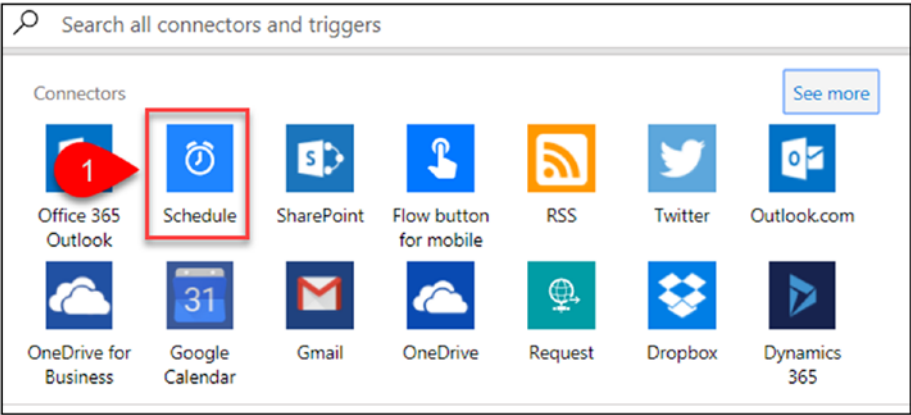 Search all connectors and triggers
Connectors
See more
1
Office 365
Outlook
Schedule
S
SharePoint
Flow button
for mobile
RSS
Twitter
o
Outlook.com
OneDrive for
Business
31
Google
Calendar
Gmail
OneDrive
Request
Dropbox
Dynamics
365